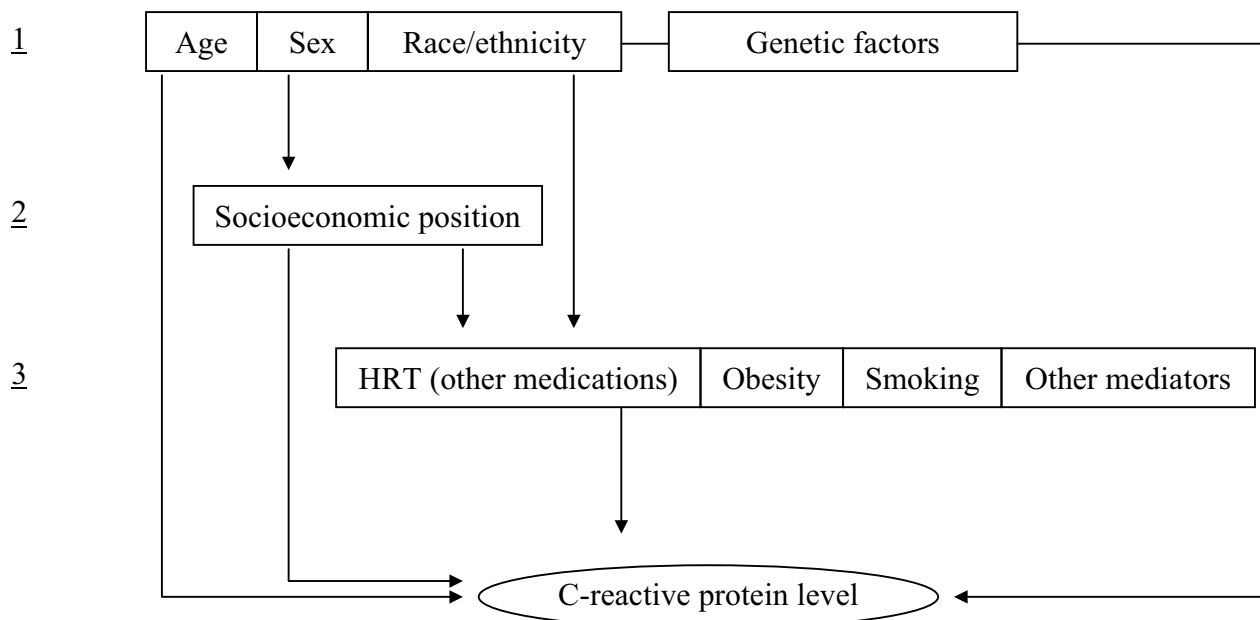 1 Age Sex Race/ethnicity Genetic factors
2 Socioeconomic position
3 HRT (other medications) Obesity Smoking Other mediators
C-reactive protein level